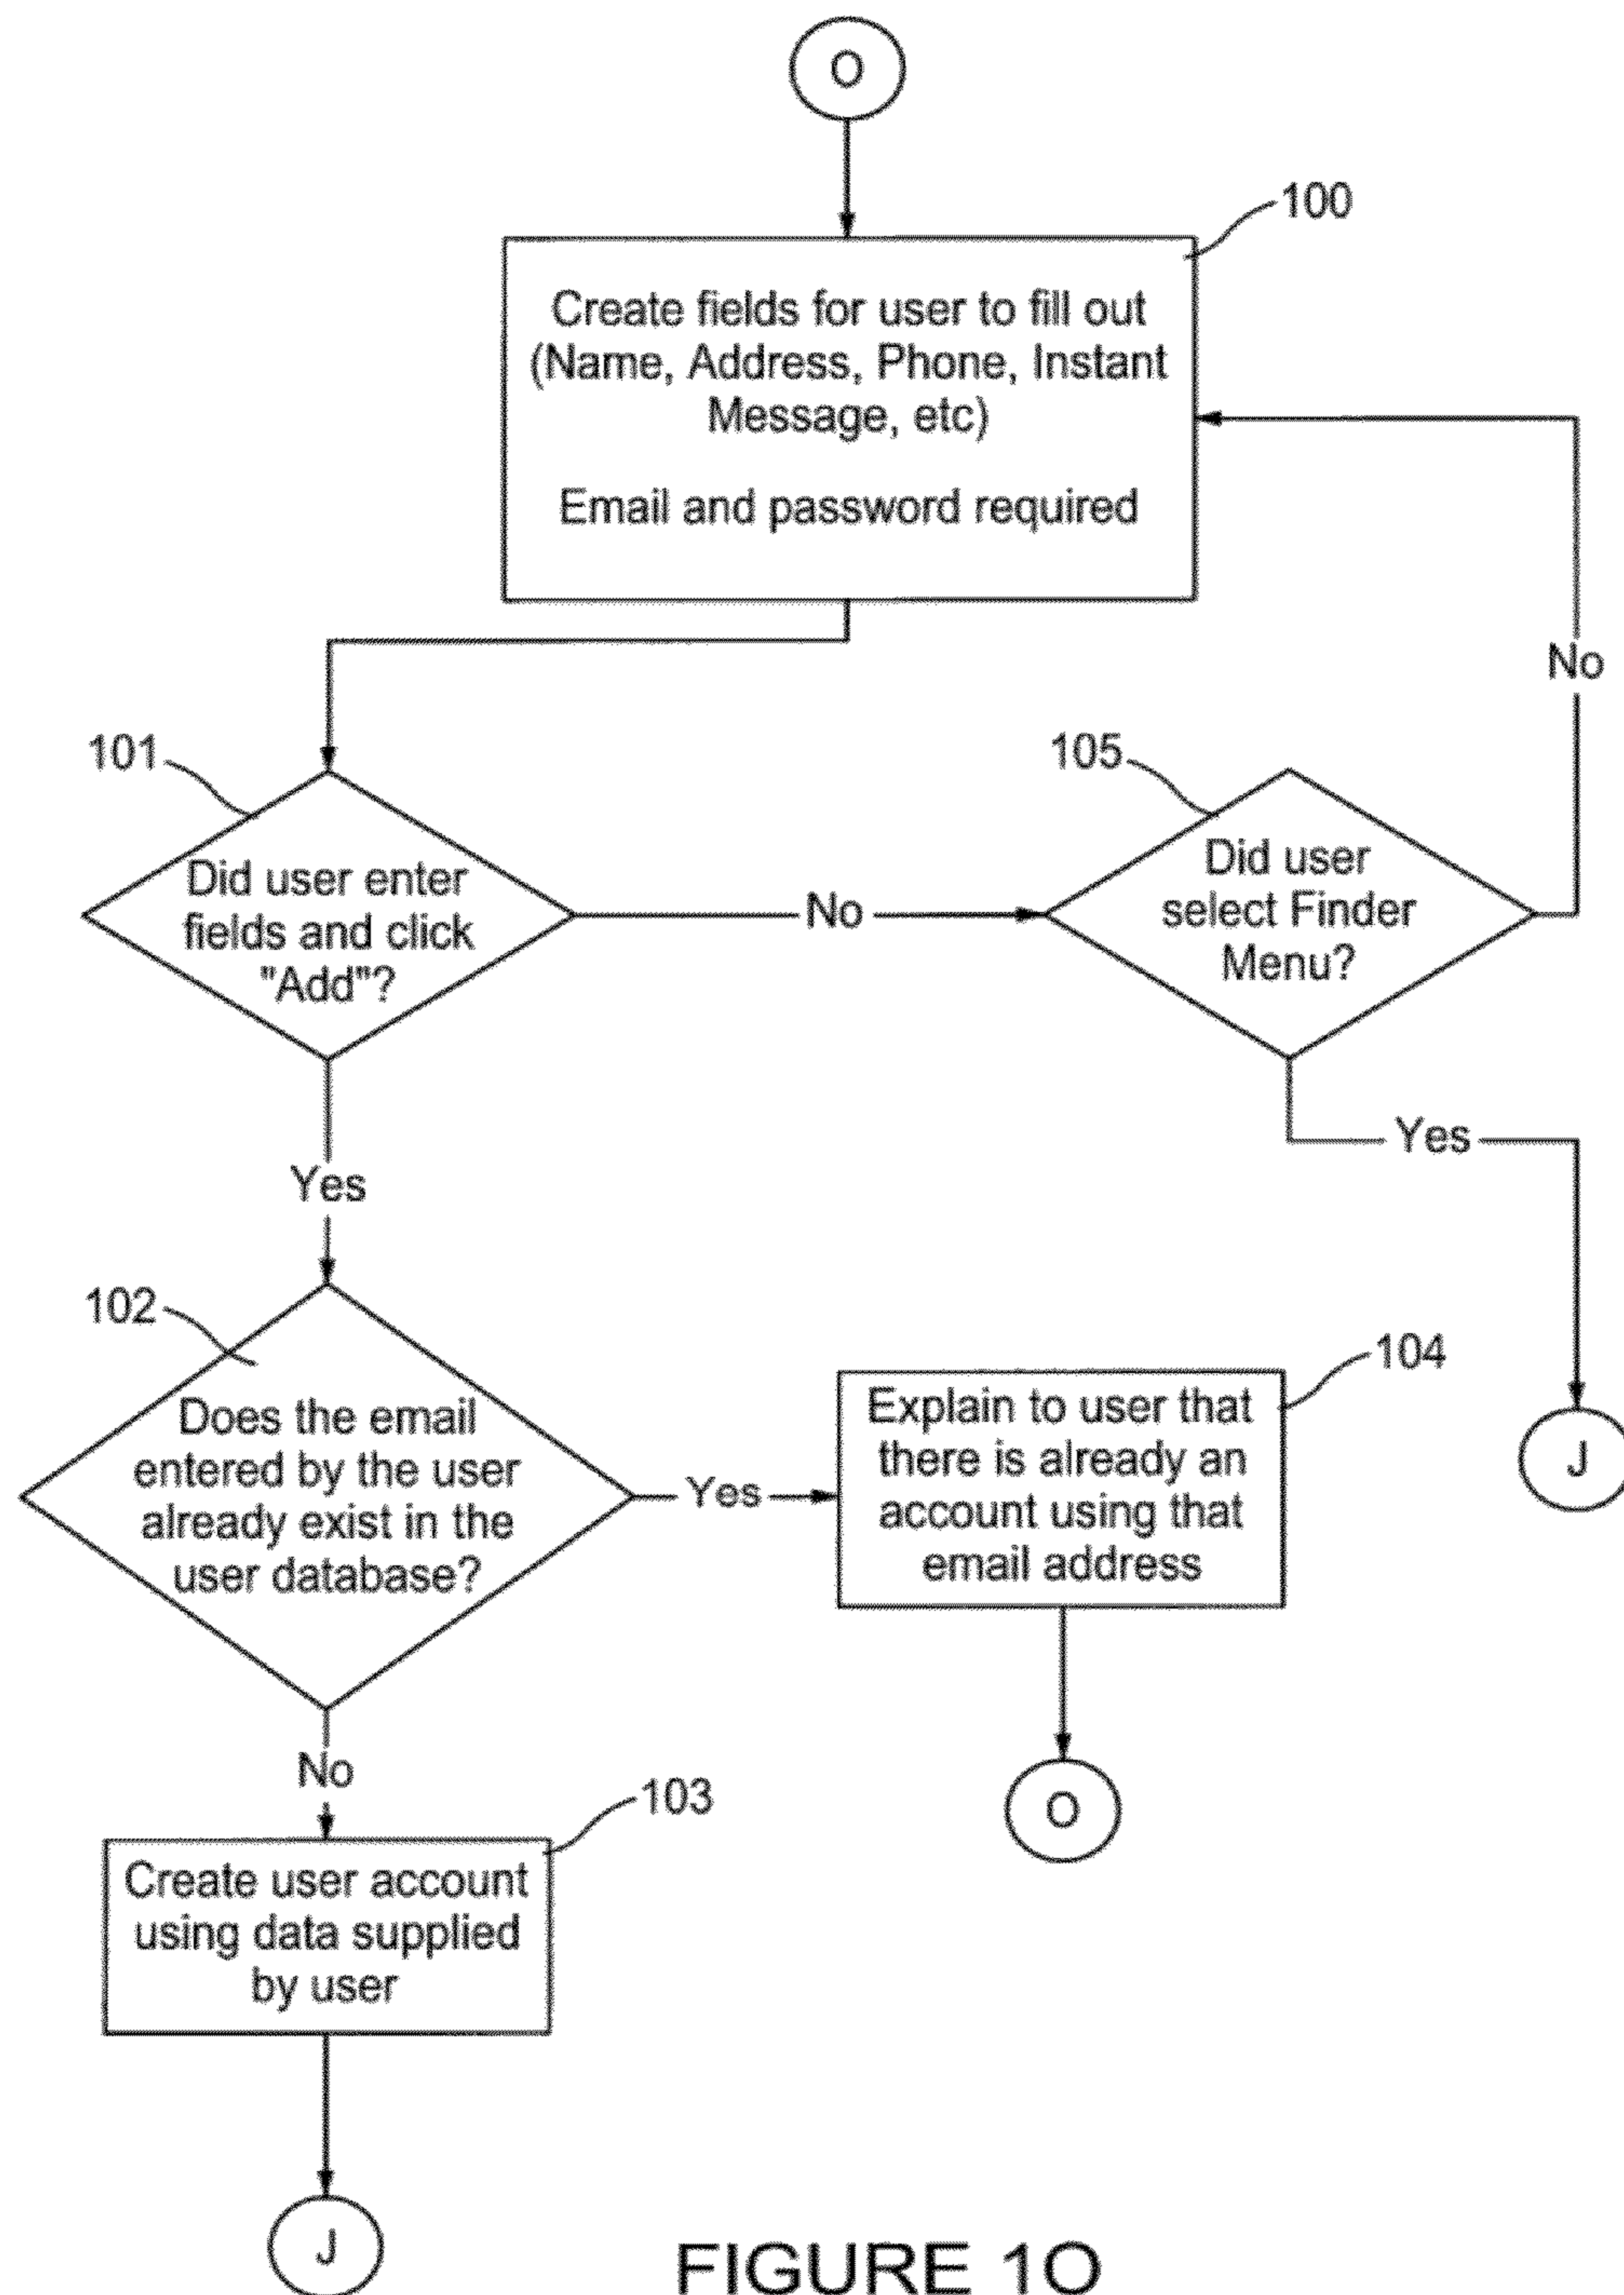 O
100
Create fields for user to fill out
(Name, Address, Phone, Instant
Message, etc)
Email and password required
No
101
Did user enter
fields and click
"Add"?
No
105
Did user
select Finder
Menu?
Yes
Yes
J
102
Does the email
entered by the user
already exist in the
user database?
Yes
104
Explain to user that
there is already an
account using that
email address
O
No
103
Create user account
using data supplied
by user
J
FIGURE 1O